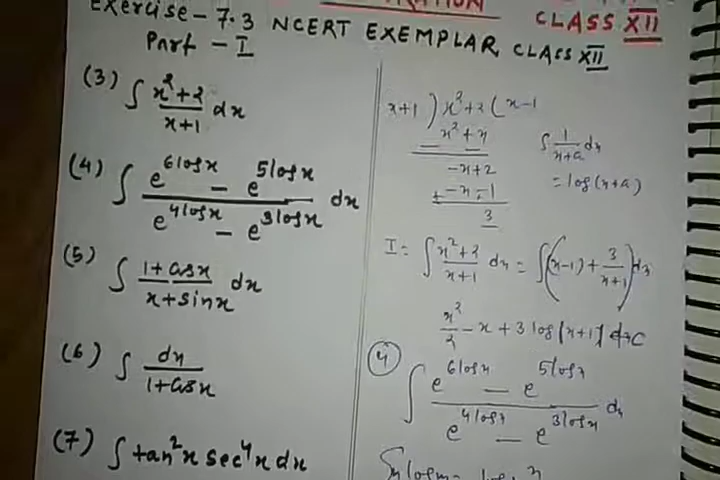 Exercise - 7.3 NCERT EXEMPLAR CLASS XII
CLASS XII
Part - I
(3) ∫ (x²+2)/(x+1) dx
(4) ∫ (e^(6logx) - e^(5logx))/(e^(4logx) - e^(3logx)) dx
(5) ∫ (1+cosx)/(x+sinx) dx
(6) ∫ dx/(1+cosx)
(7) ∫ tan²x sec⁴x dx
x+1 ) x²+2 ( x-1
x²+x
- -
-x+2
-x-1
+ +
3
∫ 1/(x+a) dx
= log(x+a)
I = ∫ (x²+2)/(x+1) dx = ∫ ((x-1) + 3/(x+1)) dx
x²/2 - x + 3 log|x+1| + C
(4)
∫ (e^(6logx) - e^(5logx))/(e^(4logx) - e^(3logx)) dx